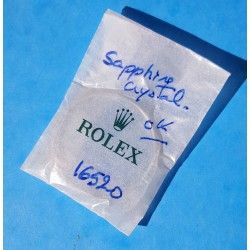 Sapphire
Crystal.
OK
ROLEX
16520